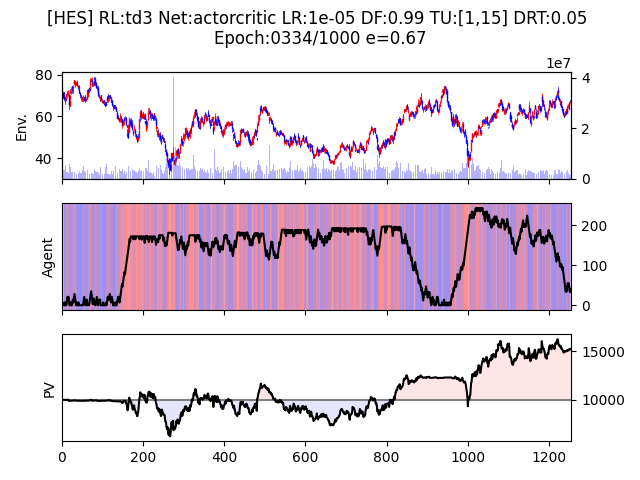 [HES] RL:td3 Net:actorcritic LR:1e-05 DF:0.99 TU:[1,15] DRT:0.05
Epoch:0334/1000 e=0.67
1e7
80
60
40
Env.
4
2
0
Agent
200
100
0
PV
15000
10000
0 200 400 600 800 1000 1200